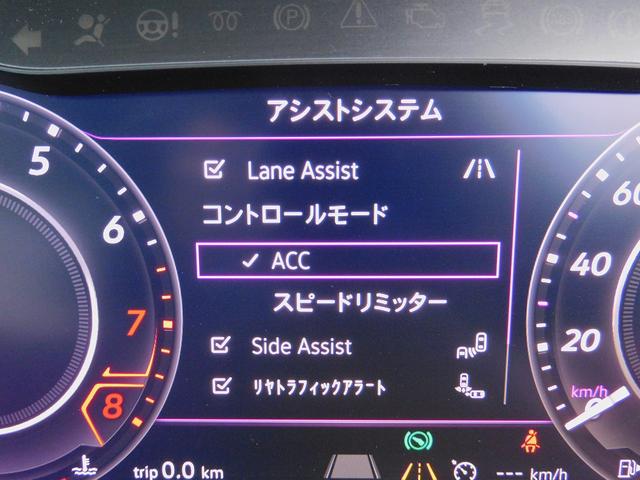 アシストシステム
Lane Assist
コントロールモード
ACC
スピードリミッター
Side Assist
リヤトラフィックアラート
5
6
7
8
60
40
20
km/h
0
trip 0.0 km
--- km/h